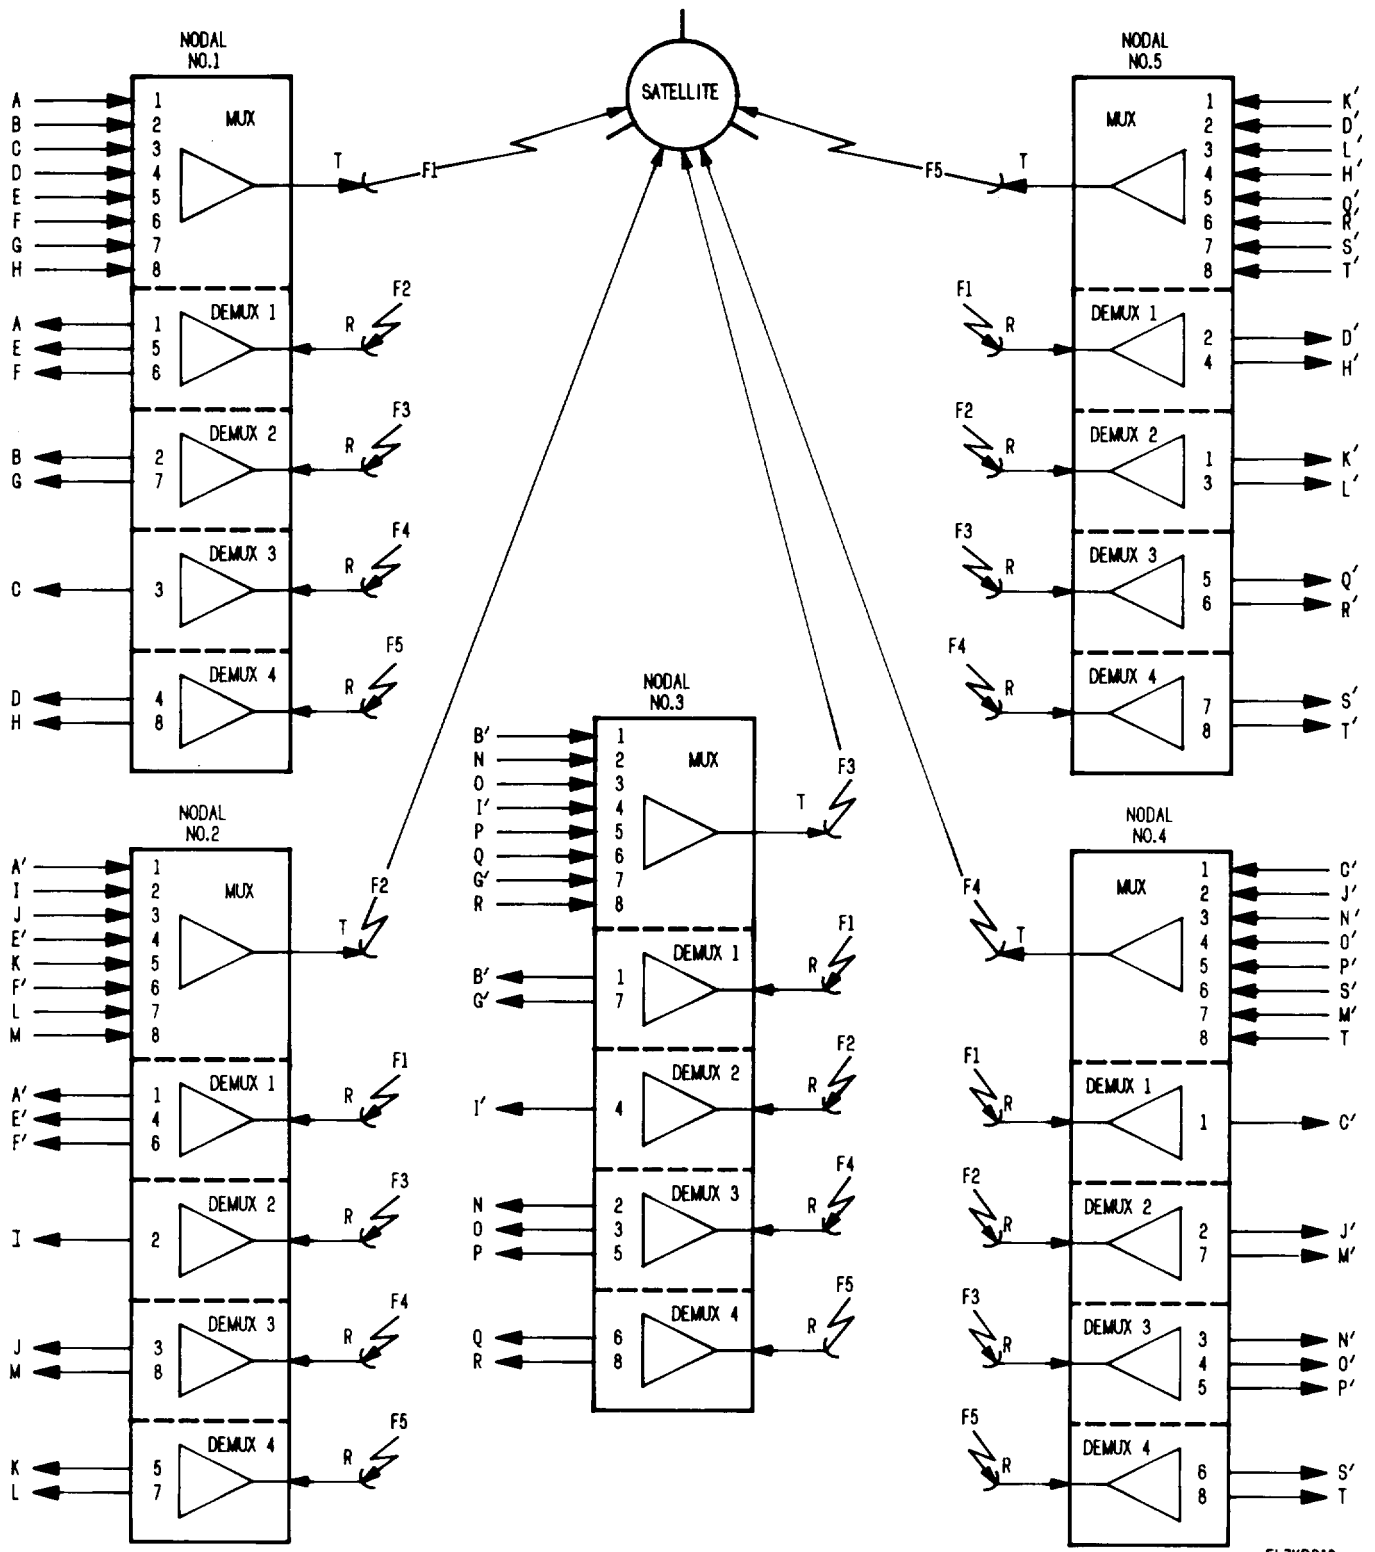 SATELLITE
NODAL
NO.1
MUX
A 1
B 2
C 3
D 4
E 5
F 6
G 7
H 8
T F1
DEMUX 1
A 1
E 5
F 6
R F2
DEMUX 2
B 2
G 7
R F3
DEMUX 3
C 3
R F4
DEMUX 4
D 4
H 8
R F5
NODAL
NO.5
MUX
1 K'
2 D'
3 L'
4 H'
5 Q'
6 R'
7 S'
8 T'
F5 T
DEMUX 1
F1 R
2 D'
4 H'
DEMUX 2
F2 R
1 K'
3 L'
DEMUX 3
F3 R
5 Q'
6 R'
DEMUX 4
F4 R
7 S'
8 T'
NODAL
NO.2
MUX
A' 1
I 2
J 3
E' 4
K 5
F' 6
L 7
M 8
T F2
DEMUX 1
A' 1
E' 4
F' 6
R F1
DEMUX 2
I 2
R F3
DEMUX 3
J 3
M 8
R F4
DEMUX 4
K 5
L 7
R F5
NODAL
NO.3
MUX
B' 1
N 2
O 3
I' 4
P 5
Q 6
G' 7
R 8
T F3
DEMUX 1
B' 1
G' 7
R F1
DEMUX 2
I' 4
R F2
DEMUX 3
N 2
O 3
P 5
R F4
DEMUX 4
Q 6
R 8
R F5
NODAL
NO.4
MUX
1 C'
2 J'
3 N'
4 O'
5 P'
6 S'
7 M'
8 T
F4 T
DEMUX 1
F1 R
1 C'
DEMUX 2
F2 R
2 J'
7 M'
DEMUX 3
F3 R
3 N'
4 O'
5 P'
DEMUX 4
F5 R
6 S'
8 T